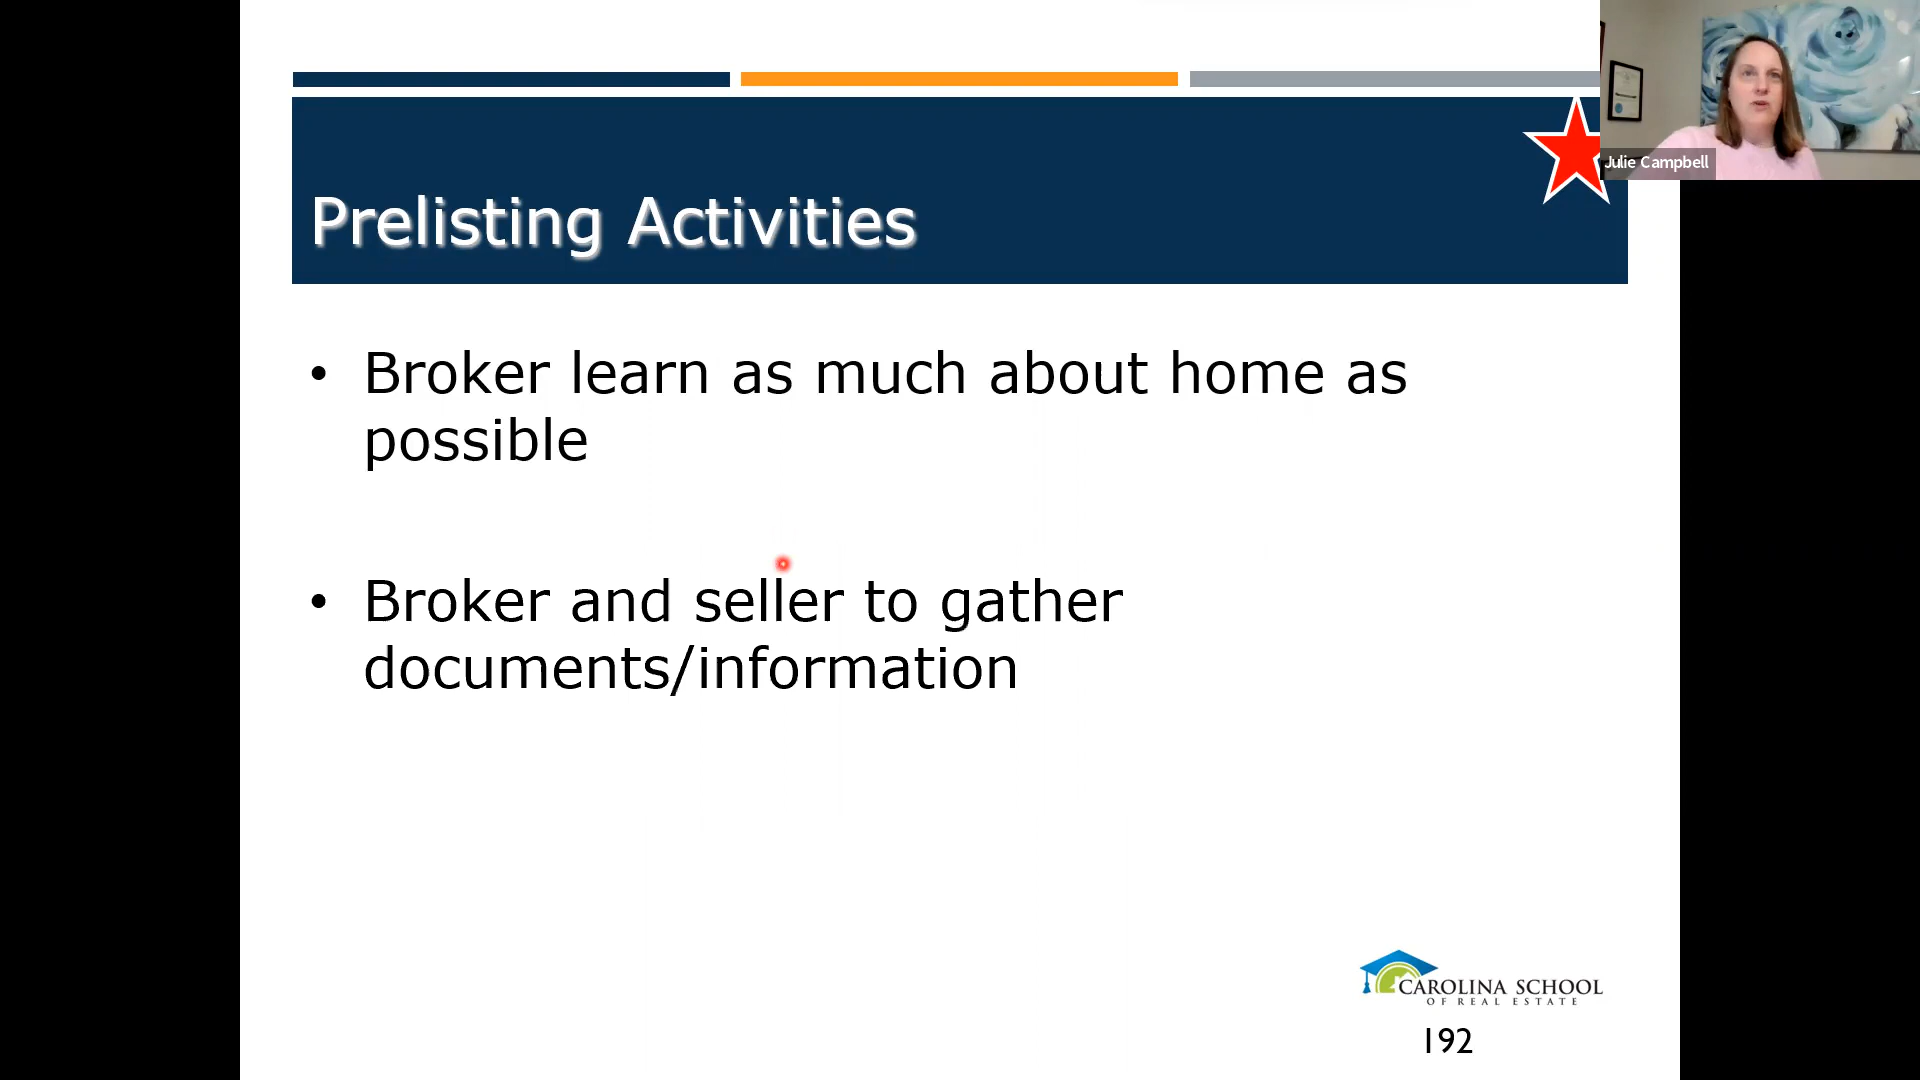 Julie Campbell
Prelisting Activities
• Broker learn as much about home as
possible
• Broker and seller to gather
documents/information
CAROLINA SCHOOL
OF REAL ESTATE
192